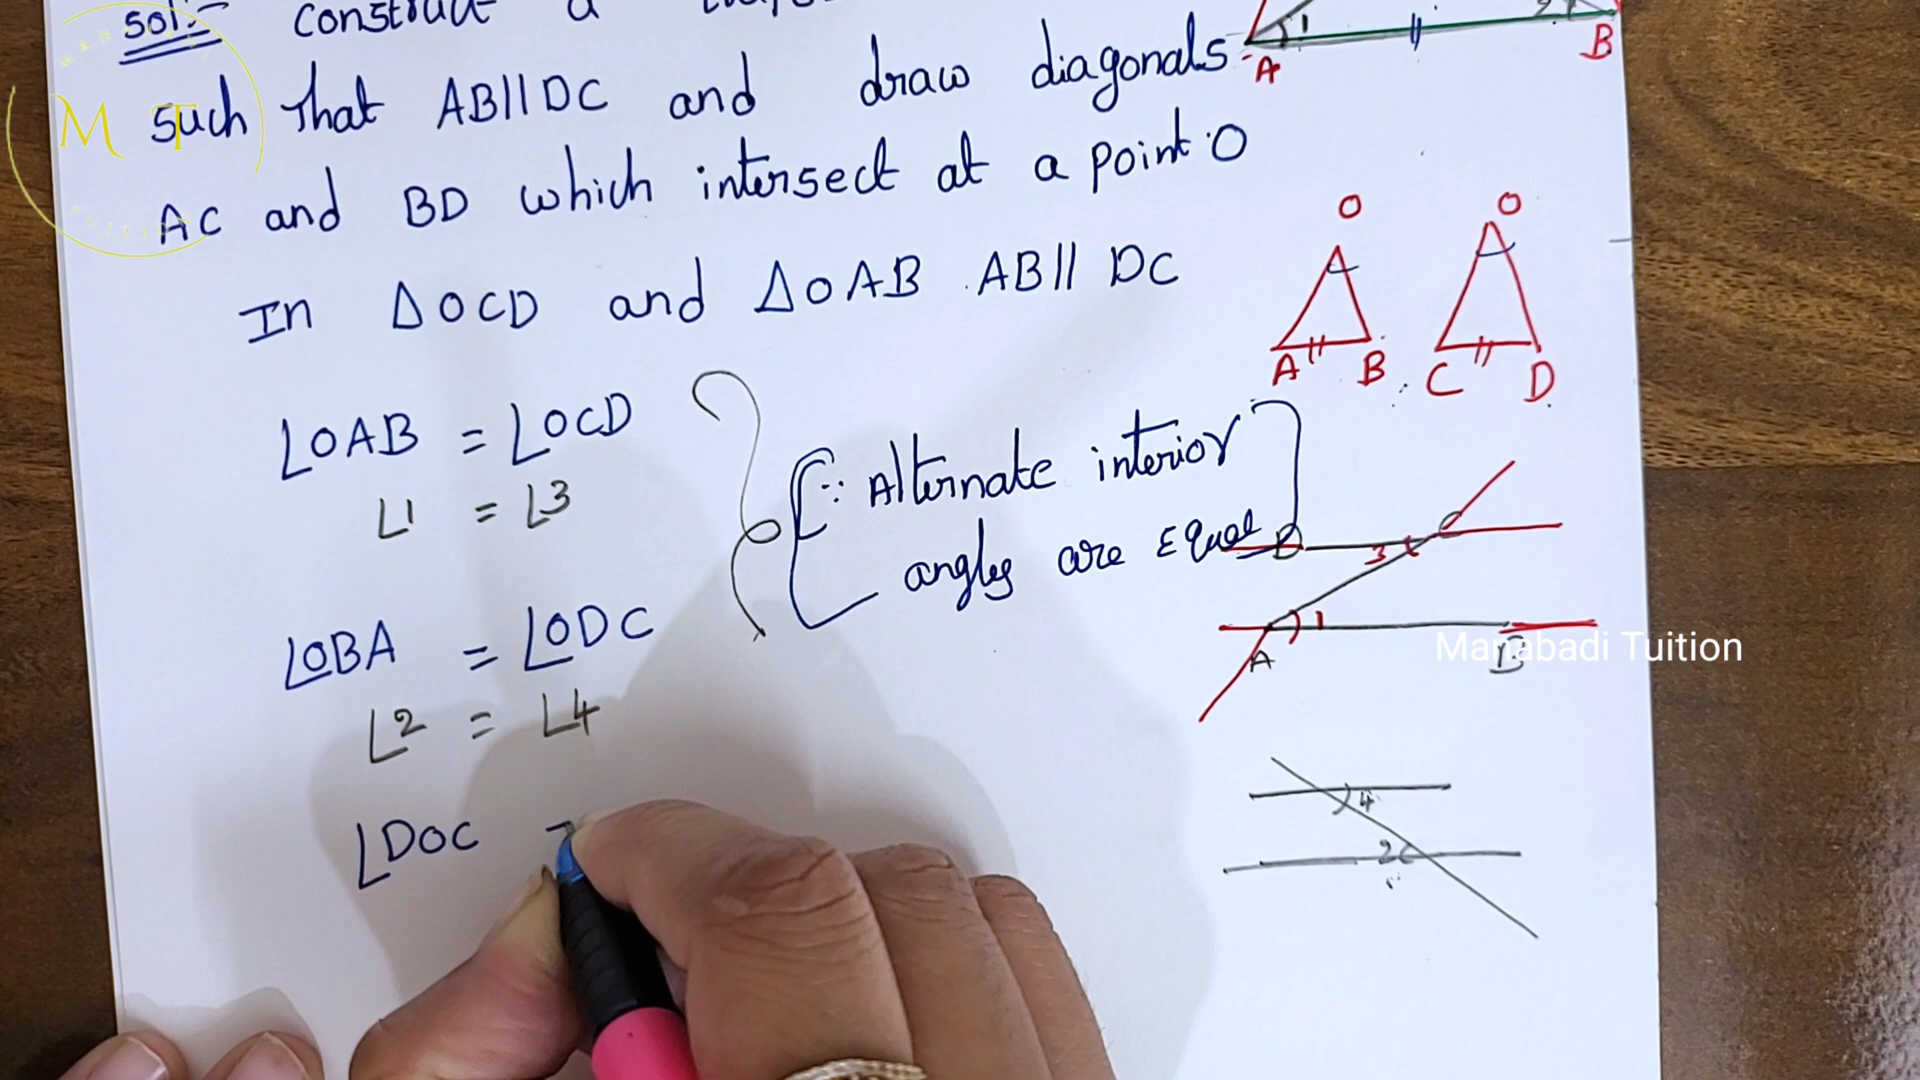 Sol:- Construct a
such that AB||DC and draw diagonals
AC and BD which intersect at a point O
In ΔOCD and ΔOAB AB|| DC
∠OAB = ∠OCD
∠1 = ∠3
[∵ Alternate interior
angles are Equal]
∠OBA = ∠ODC
∠2 = ∠4
∠DOC =
1 2
A B
O O
A B C D
D 3
1
A B
4
2
M T
Manabadi Tuition